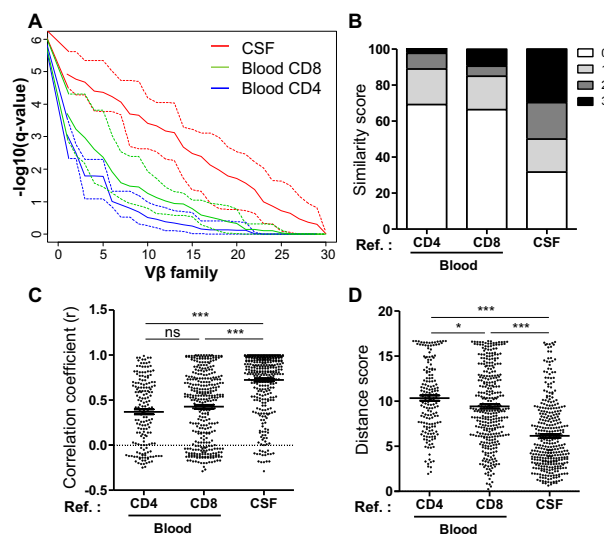 A
CSF
Blood CD8
Blood CD4
-log10(q-value)
6
5
4
3
2
1
0
0 5 10 15 20 25 30
Vβ family
B
Similarity score
100
80
60
40
20
0
Ref. : CD4 CD8 CSF
Blood
C
Correlation coefficient (r)
1.5
1.0
0.5
0.0
-0.5
***
ns ***
Ref. : CD4 CD8 CSF
Blood
D
Distance score
20
15
10
5
0
***
* ***
Ref. : CD4 CD8 CSF
Blood